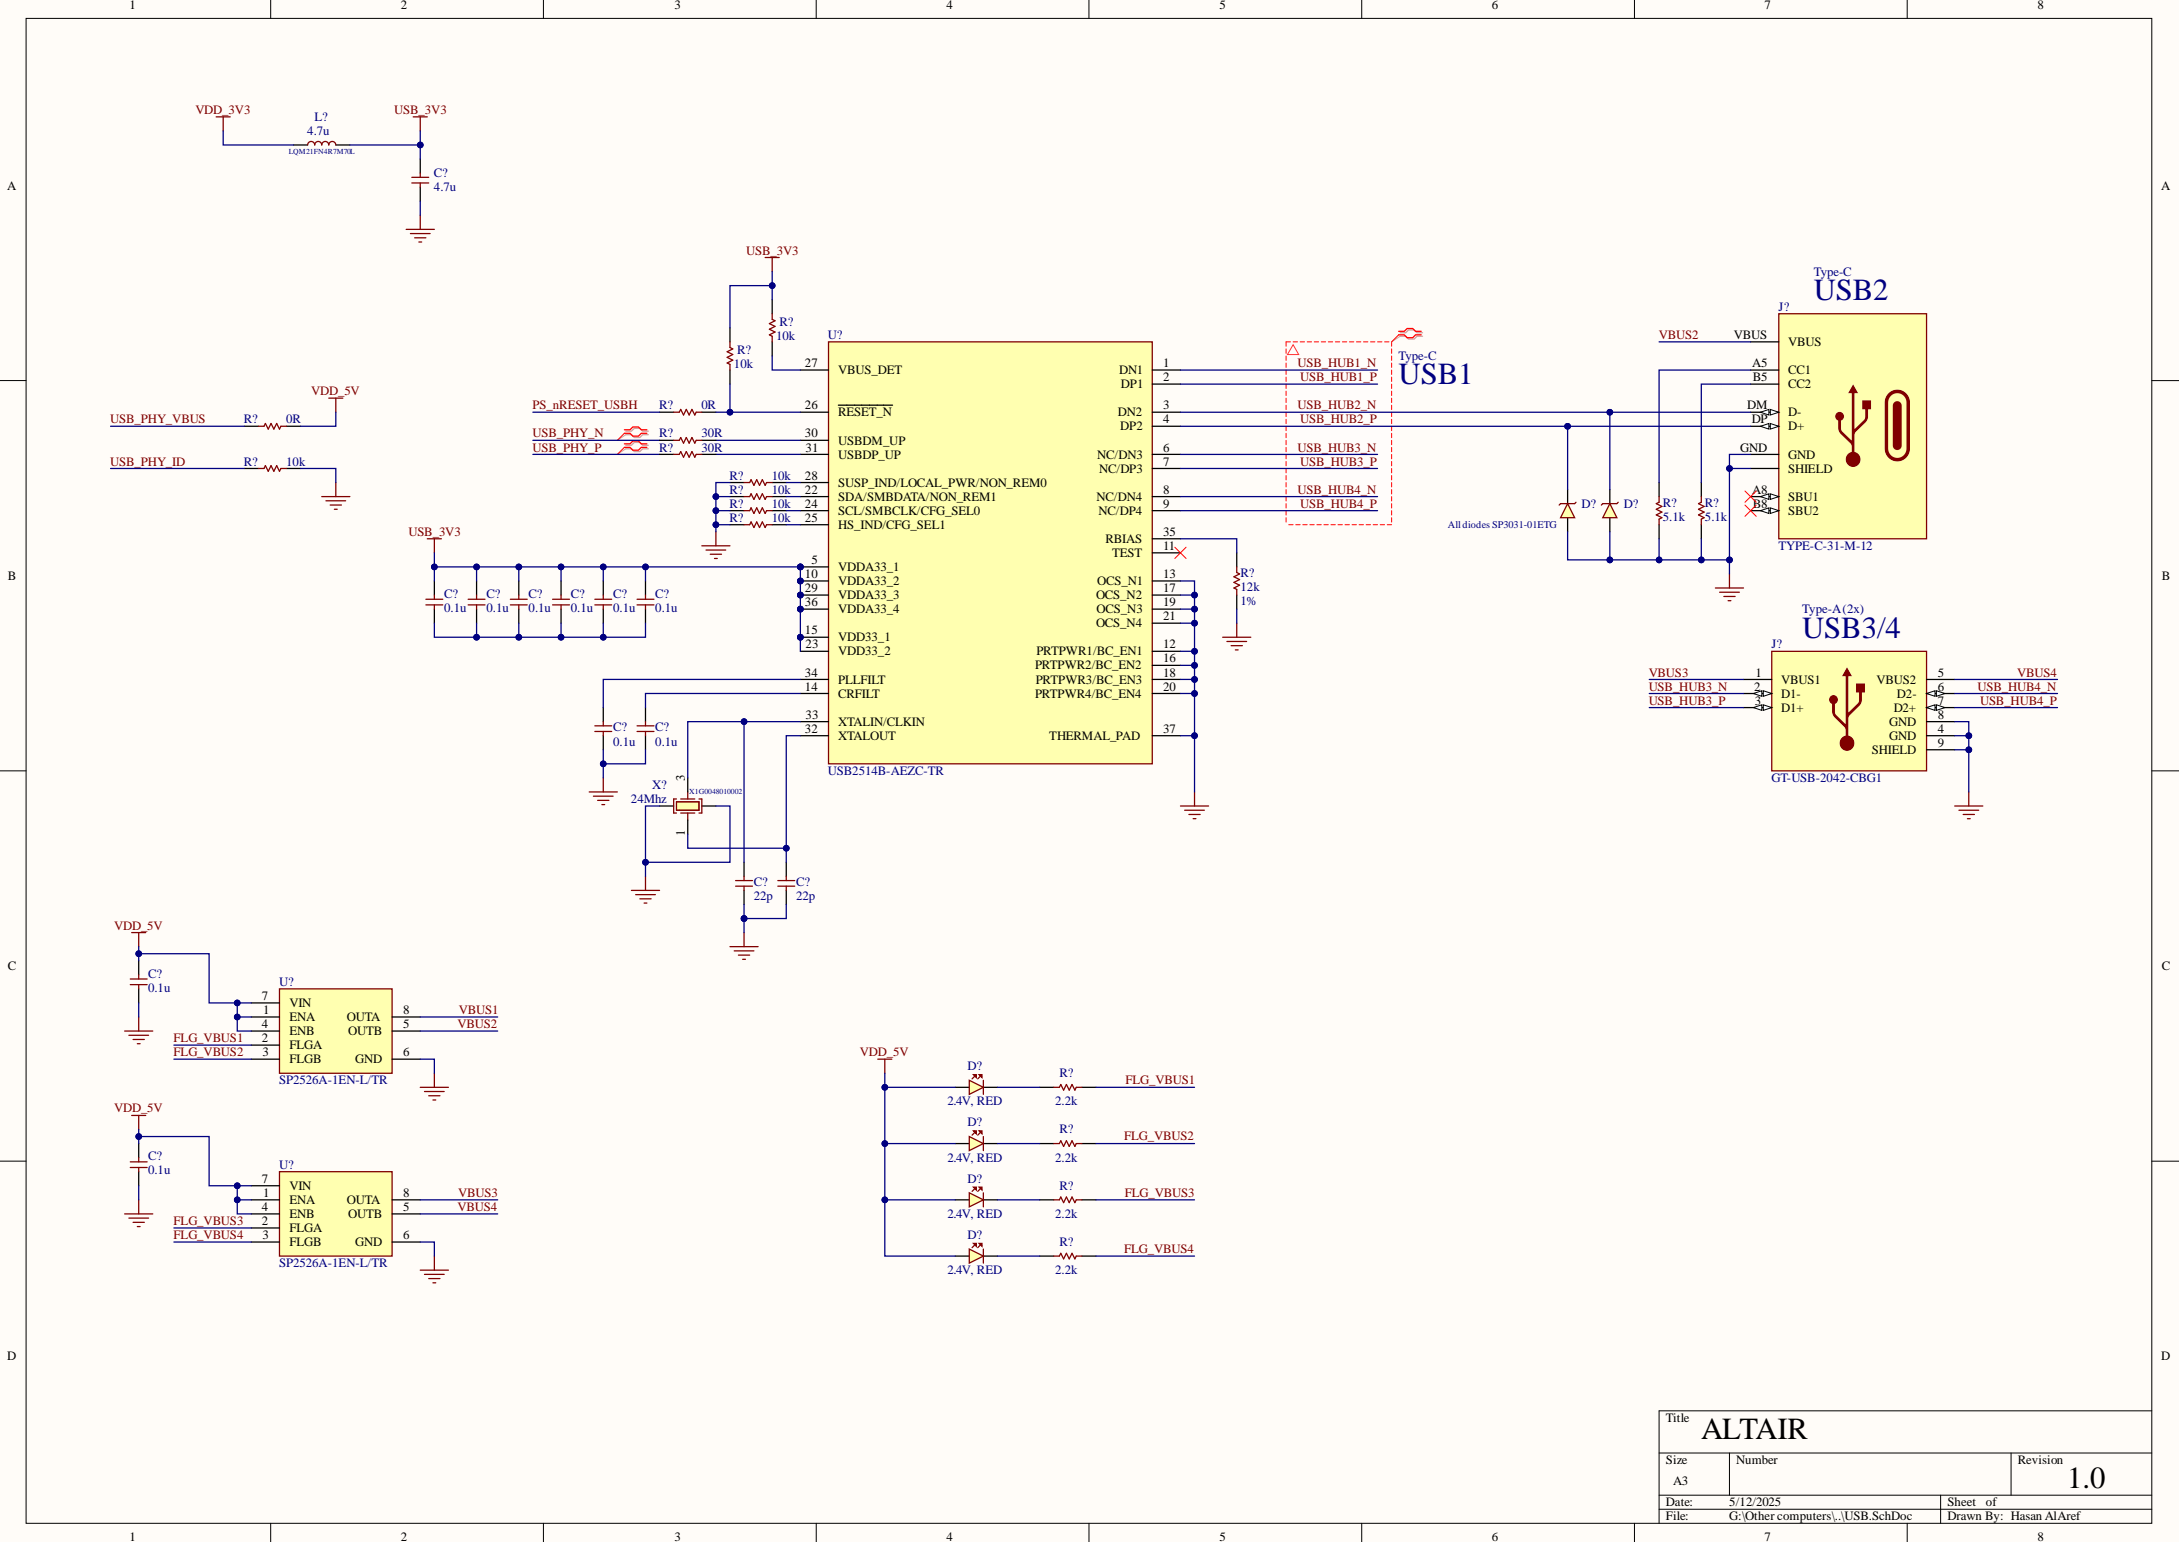 1 2 3 4 5 6 7 8
A A
B B
C C
D D
VDD_3V3
L?
4.7u
LQM21FN4R7M70L
USB_3V3
C?
4.7u
USB_PHY_VBUS R? 0R
VDD_5V
USB_PHY_ID R? 10k
USB_3V3
R?
10k
R?
10k
PS_nRESET_USBH R? 0R
USB_PHY_N R? 30R
USB_PHY_P R? 30R
R? 10k
R? 10k
R? 10k
R? 10k
USB_3V3
C?
0.1u
C?
0.1u
C?
0.1u
C?
0.1u
C?
0.1u
C?
0.1u
C?
0.1u
C?
0.1u
X?
24Mhz
X1G0048010002
3
1
C?
22p
C?
22p
U?
27 VBUS_DET
26 RESET_N
30 USBDM_UP
31 USBDP_UP
28 SUSP_IND/LOCAL_PWR/NON_REM0
22 SDA/SMBDATA/NON_REM1
24 SCL/SMBCLK/CFG_SEL0
25 HS_IND/CFG_SEL1
5 VDDA33_1
10 VDDA33_2
29 VDDA33_3
36 VDDA33_4
15 VDD33_1
23 VDD33_2
34 PLLFILT
14 CRFILT
33 XTALIN/CLKIN
32 XTALOUT
DN1 1
DP1 2
DN2 3
DP2 4
NC/DN3 6
NC/DP3 7
NC/DN4 8
NC/DP4 9
RBIAS 35
TEST 11
OCS_N1 13
OCS_N2 17
OCS_N3 19
OCS_N4 21
PRTPWR1/BC_EN1 12
PRTPWR2/BC_EN2 16
PRTPWR3/BC_EN3 18
PRTPWR4/BC_EN4 20
THERMAL_PAD 37
USB2514B-AEZC-TR
USB_HUB1_N
USB_HUB1_P
USB_HUB2_N
USB_HUB2_P
USB_HUB3_N
USB_HUB3_P
USB_HUB4_N
USB_HUB4_P
Type-C
USB1
R?
12k
1%
All diodes SP3031-01ETG
D?
D?
R?
5.1k
R?
5.1k
Type-C
USB2
J?
VBUS2 VBUS VBUS
A5 CC1
B5 CC2
DM D-
DP D+
GND GND
SHIELD
A8 SBU1
B8 SBU2
TYPE-C-31-M-12
Type-A(2x)
USB3/4
J?
VBUS3 1 VBUS1
USB_HUB3_N 2 D1-
USB_HUB3_P 3 D1+
VBUS2 5 VBUS4
D2- 6 USB_HUB4_N
D2+ 7 USB_HUB4_P
GND 8
GND 4
SHIELD 9
GT-USB-2042-CBG1
VDD_5V
C?
0.1u
U?
7 VIN
1 ENA OUTA 8 VBUS1
4 ENB OUTB 5 VBUS2
FLG_VBUS1 2 FLGA
FLG_VBUS2 3 FLGB GND 6
SP2526A-1EN-L/TR
VDD_5V
C?
0.1u
U?
7 VIN
1 ENA OUTA 8 VBUS3
4 ENB OUTB 5 VBUS4
FLG_VBUS3 2 FLGA
FLG_VBUS4 3 FLGB GND 6
SP2526A-1EN-L/TR
VDD_5V
D? R? FLG_VBUS1
2.4V, RED 2.2k
D? R? FLG_VBUS2
2.4V, RED 2.2k
D? R? FLG_VBUS3
2.4V, RED 2.2k
D? R? FLG_VBUS4
2.4V, RED 2.2k
Title ALTAIR
Size Number Revision
A3 1.0
Date: 5/12/2025 Sheet of
File: G:\Other computers\..\USB.SchDoc Drawn By: Hasan AlAref
1 2 3 4 5 6 7 8